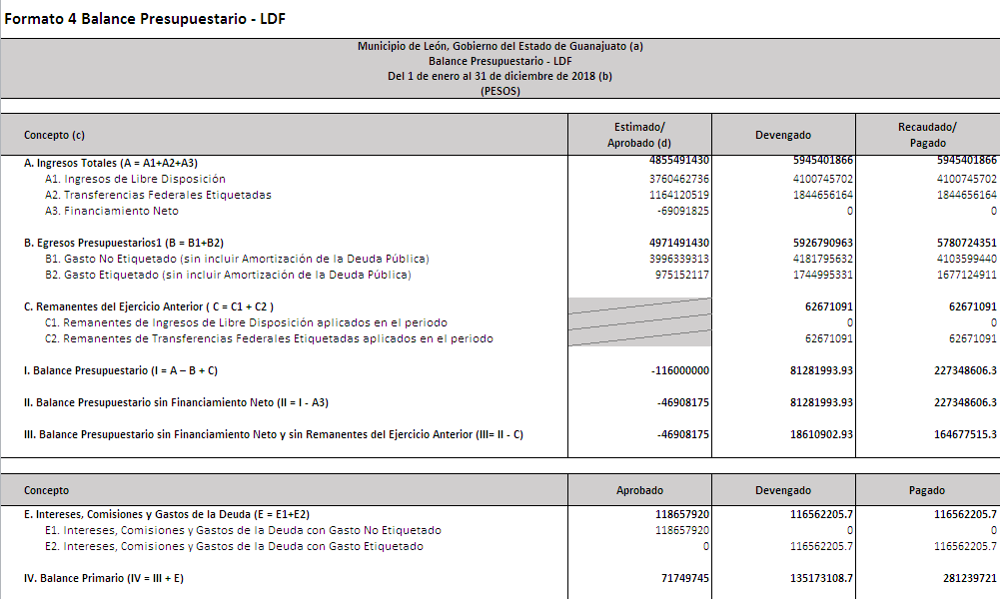 Formato 4 Balance Presupuestario - LDF
Municipio de León, Gobierno del Estado de Guanajuato (a)
Balance Presupuestario - LDF
Del 1 de enero al 31 de diciembre de 2018 (b)
(PESOS)
Concepto (c) Estimado/ Aprobado (d) Devengado Recaudado/ Pagado
A. Ingresos Totales (A = A1+A2+A3) 4855491430 5945401866 5945401866
A1. Ingresos de Libre Disposición 3760462736 4100745702 4100745702
A2. Transferencias Federales Etiquetadas 1164120519 1844656164 1844656164
A3. Financiamiento Neto -69091825 0 0
B. Egresos Presupuestarios1 (B = B1+B2) 4971491430 5926790963 5780724351
B1. Gasto No Etiquetado (sin incluir Amortización de la Deuda Pública) 3996339313 4181795632 4103599440
B2. Gasto Etiquetado (sin incluir Amortización de la Deuda Pública) 975152117 1744995331 1677124911
C. Remanentes del Ejercicio Anterior ( C = C1 + C2 ) 62671091 62671091
C1. Remanentes de Ingresos de Libre Disposición aplicados en el periodo 0 0
C2. Remanentes de Transferencias Federales Etiquetadas aplicados en el periodo 62671091 62671091
I. Balance Presupuestario (I = A – B + C) -116000000 81281993.93 227348606.3
II. Balance Presupuestario sin Financiamiento Neto (II = I - A3) -46908175 81281993.93 227348606.3
III. Balance Presupuestario sin Financiamiento Neto y sin Remanentes del Ejercicio Anterior (III= II - C) -46908175 18610902.93 164677515.3
Concepto Aprobado Devengado Pagado
E. Intereses, Comisiones y Gastos de la Deuda (E = E1+E2) 118657920 116562205.7 116562205.7
E1. Intereses, Comisiones y Gastos de la Deuda con Gasto No Etiquetado 118657920 0 0
E2. Intereses, Comisiones y Gastos de la Deuda con Gasto Etiquetado 0 116562205.7 116562205.7
IV. Balance Primario (IV = III + E) 71749745 135173108.7 281239721